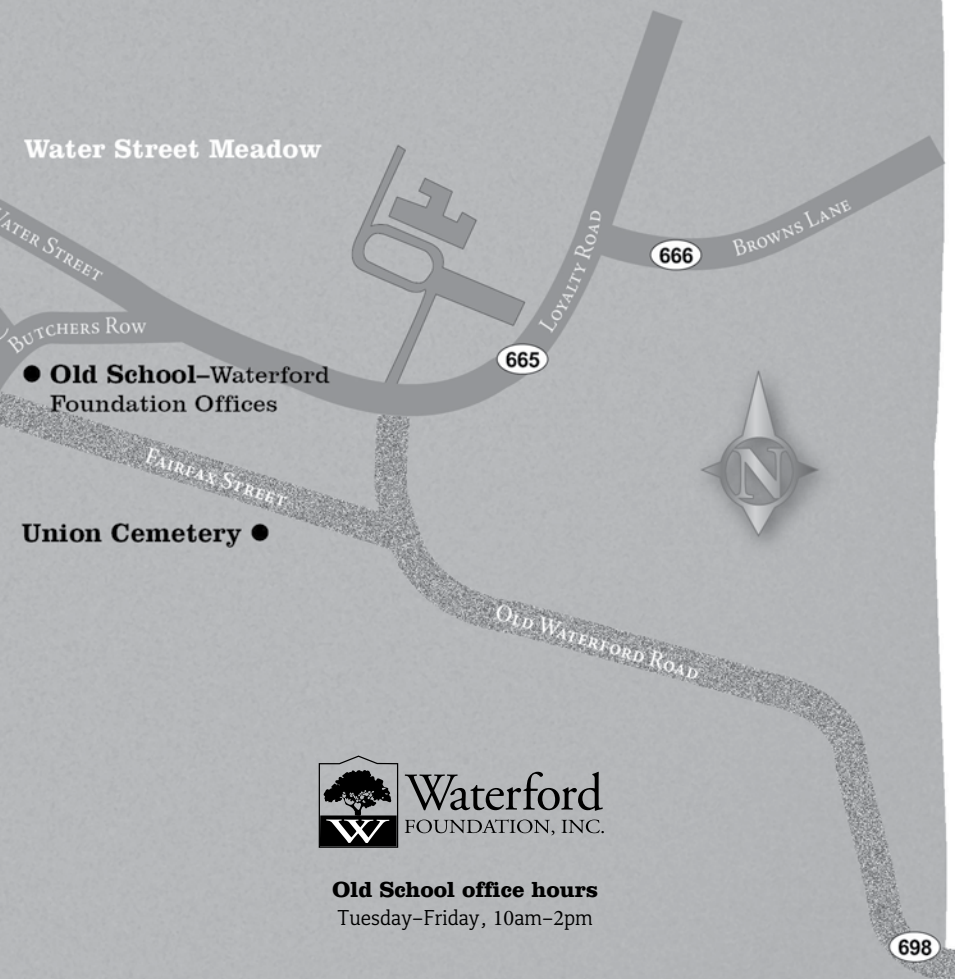 Water Street Meadow
Water Street
Butchers Row
Loyalty Road
666
Browns Lane
665
Old School–Waterford
Foundation Offices
Fairfax Street
N
Union Cemetery
Old Waterford Road
W
Waterford
FOUNDATION, INC.
Old School office hours
Tuesday–Friday, 10am–2pm
698